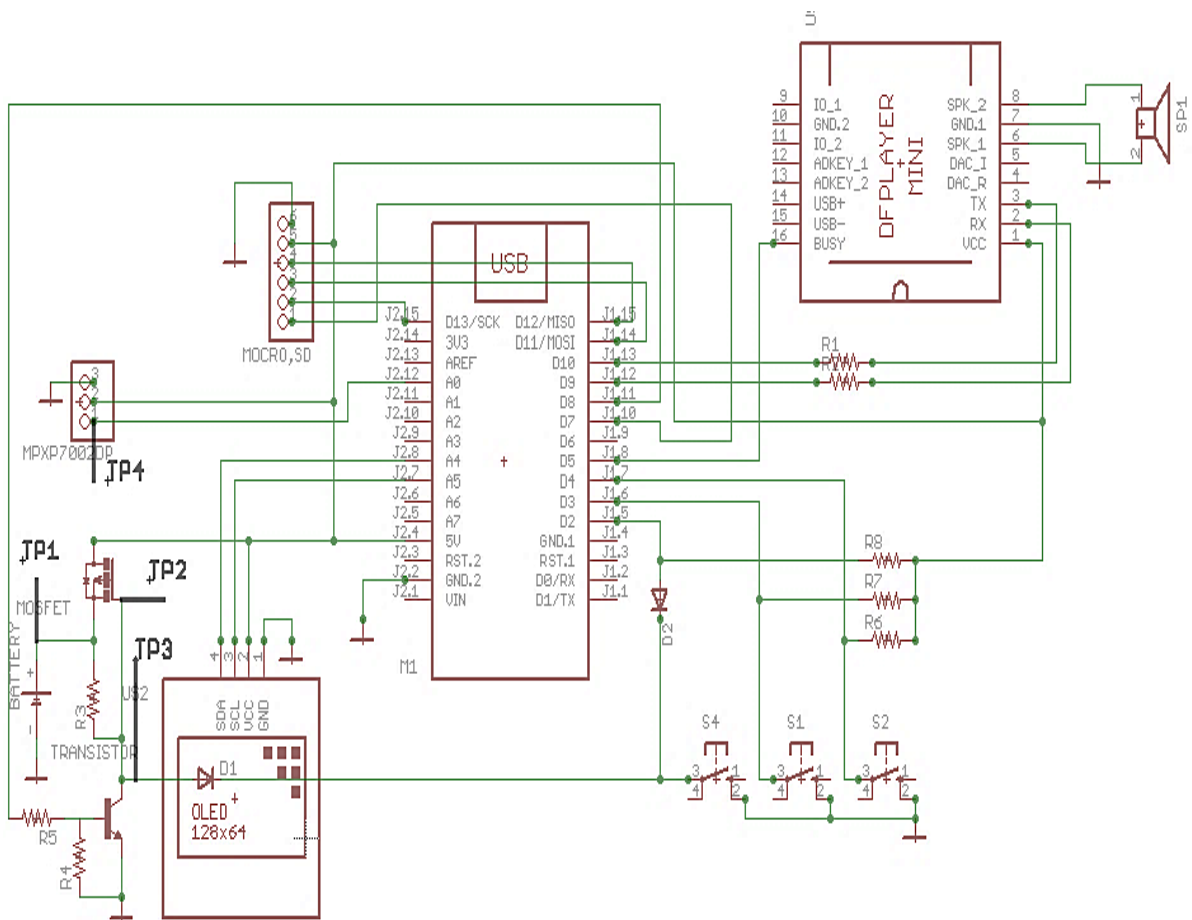 U
DFPLAYER
MINI
9 IO_1
10 GND.2
11 IO_2
12 ADKEY_1
13 ADKEY_2
14 USB+
15 USB-
16 BUSY
SPK_2 8
GND.1 7
SPK_1 6
DAC_I 5
DAC_R 4
TX 3
RX 2
VCC 1
1
+
2
SP1
6
5
4
3
2
1
MOCRO,SD
3
2
1
MPXP7002DP
TP4
USB
J2.15 D13/SCK
J2.14 3V3
J2.13 AREF
J2.12 A0
J2.11 A1
J2.10 A2
J2.9 A3
J2.8 A4
J2.7 A5
J2.6 A6
J2.5 A7
J2.4 5V
J2.3 RST.2
J2.2 GND.2
J2.1 VIN
D12/MISO J1.15
D11/MOSI J1.14
D10 J1.13
D9 J1.12
D8 J1.11
D7 J1.10
D6 J1.9
D5 J1.8
D4 J1.7
D3 J1.6
D2 J1.5
GND.1 J1.4
RST.1 J1.3
D0/RX J1.2
D1/TX J1.1
M1
R1
R8
R7
R6
D2
TP1
TP2
MOSFET
BATTERY
+
-
TP3
R3
US2
TRANSISTOR
4 3 2 1
SDA
SCL
VCC
GND
D1
OLED
128x64
R5
R4
S4
3 1
4 2
S1
3 1
4 2
S2
3 1
4 2